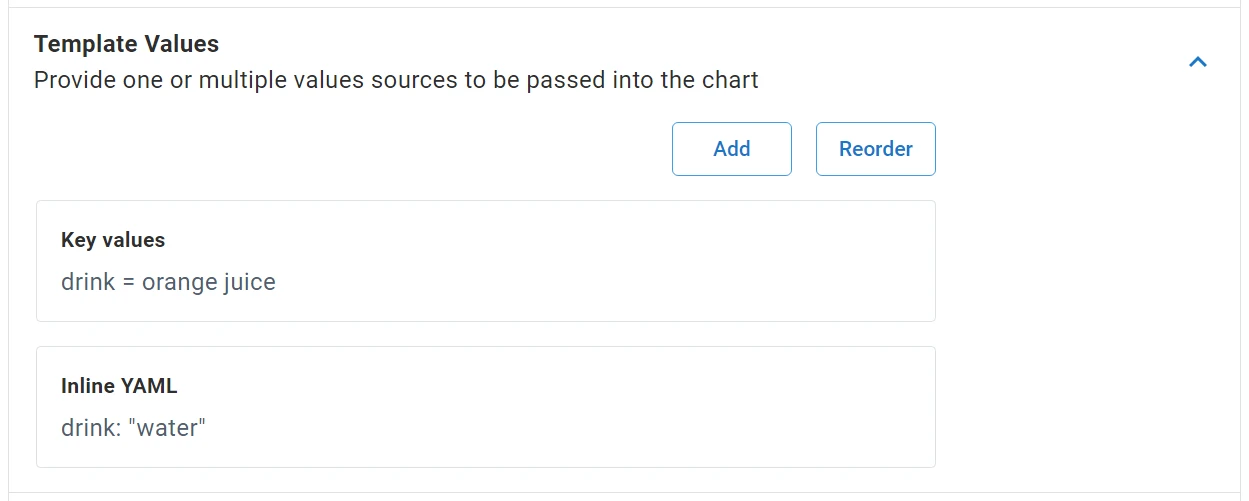 Template Values
Provide one or multiple values sources to be passed into the chart
Add
Reorder
Key values
drink = orange juice
Inline YAML
drink: "water"